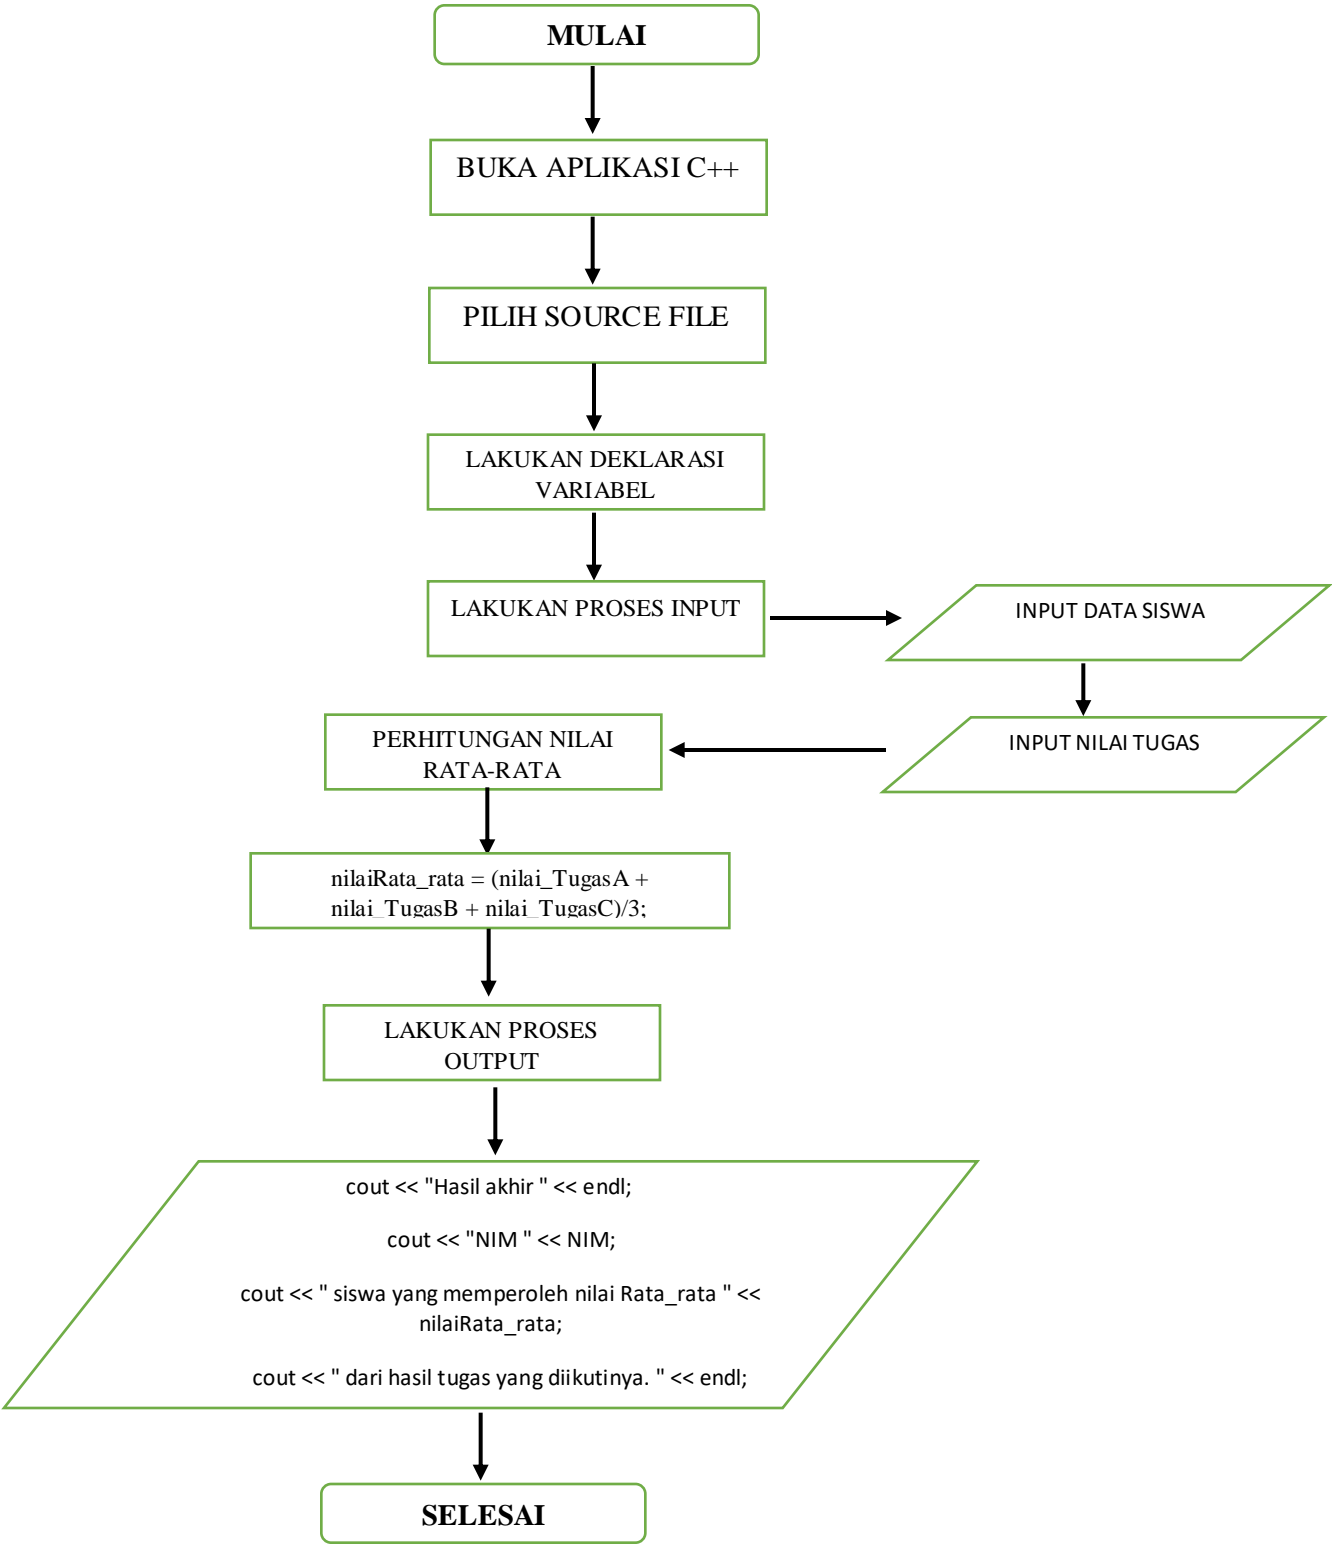 MULAI
BUKA APLIKASI C++
PILIH SOURCE FILE
LAKUKAN DEKLARASI
VARIABEL
LAKUKAN PROSES INPUT
INPUT DATA SISWA
INPUT NILAI TUGAS
PERHITUNGAN NILAI
RATA-RATA
nilaiRata_rata = (nilai_TugasA +
nilai_TugasB + nilai_TugasC)/3;
LAKUKAN PROSES
OUTPUT
cout << "Hasil akhir " << endl;
cout << "NIM " << NIM;
cout << " siswa yang memperoleh nilai Rata_rata " <<
nilaiRata_rata;
cout << " dari hasil tugas yang diikutinya. " << endl;
SELESAI